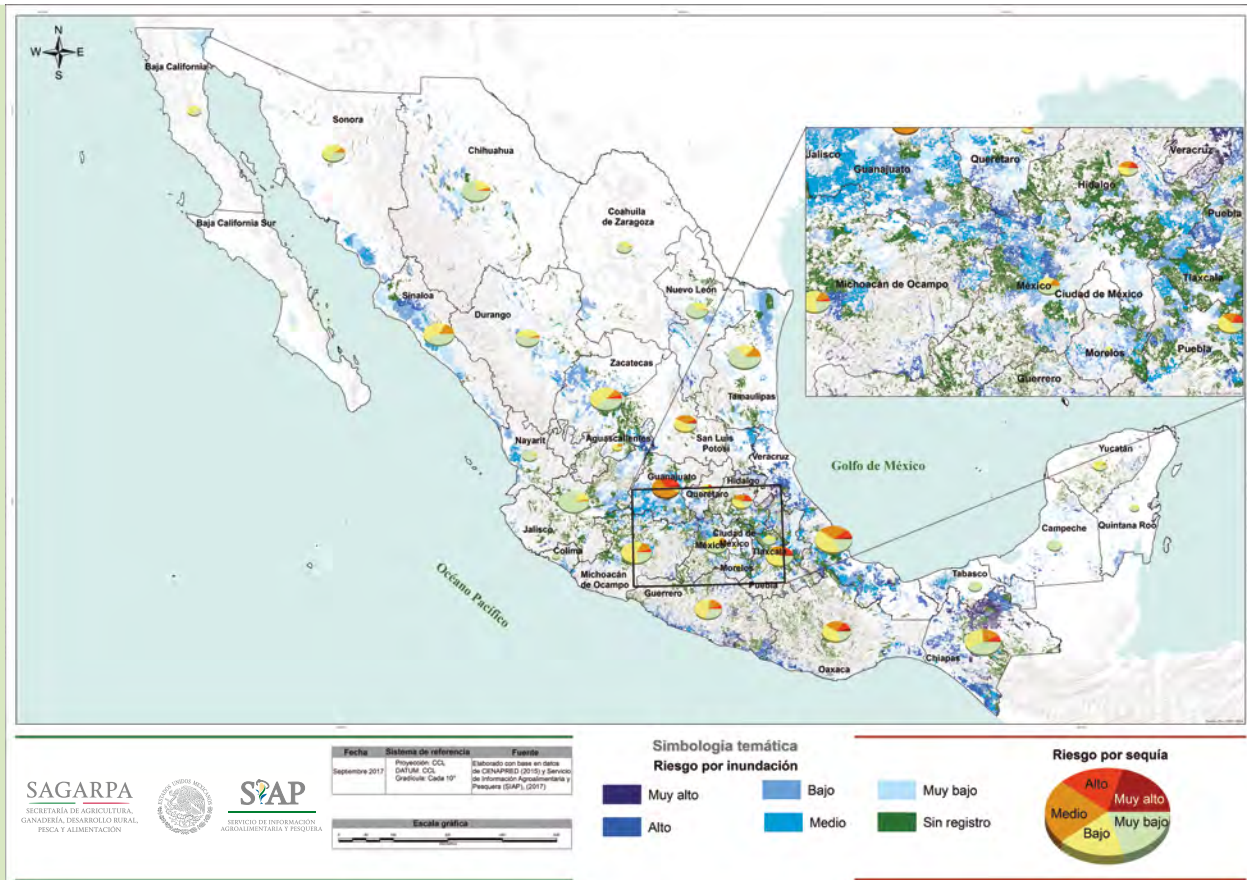 N
W E
S
Baja California
Sonora
Chihuahua
Coahuila
de Zaragoza
Baja California Sur
Nuevo León
Sinaloa
Durango
Zacatecas
Tamaulipas
Nayarit
Aguascalientes
San Luis
Potosí
Veracruz
Guanajuato
Hidalgo
Querétaro
Jalisco
Colima
Ciudad de
México
México
Tlaxcala
Michoacán
de Ocampo
Morelos
Puebla
Guerrero
Oaxaca
Chiapas
Tabasco
Campeche
Yucatán
Quintana Roo
Golfo de México
Océano Pacífico
Jalisco
Guanajuato
Querétaro
Veracruz
Hidalgo
Puebla
Michoacán de Ocampo
México
Ciudad de México
Tlaxcala
Morelos
Puebla
Guerrero
SAGARPA
SECRETARÍA DE AGRICULTURA,
GANADERÍA, DESARROLLO RURAL,
PESCA Y ALIMENTACIÓN
ESTADOS UNIDOS MEXICANOS
SIAP
SERVICIO DE INFORMACIÓN
AGROALIMENTARIA Y PESQUERA
Fecha Sistema de referencia Fuente
Septiembre 2017
Proyección: CCL
DATUM: CCL
Gradícula: Cada 10°
Elaborado con base en datos
de CENAPRED (2015) y Servicio
de Información Agroalimentaria y
Pesquera (SIAP), (2017)
Escala gráfica
Simbología temática
Riesgo por inundación
Muy alto
Bajo
Muy bajo
Alto
Medio
Sin registro
Riesgo por sequía
Alto
Muy alto
Medio
Muy bajo
Bajo